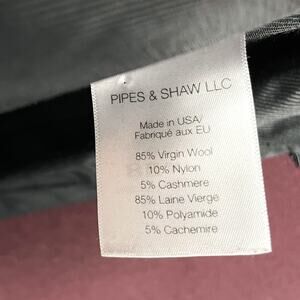 PIPES & SHAW LLC
Made in USA/
Fabriqué aux EU
85% Virgin Wool
10% Nylon
5% Cashmere
85% Laine Vierge
10% Polyamide
5% Cachemire